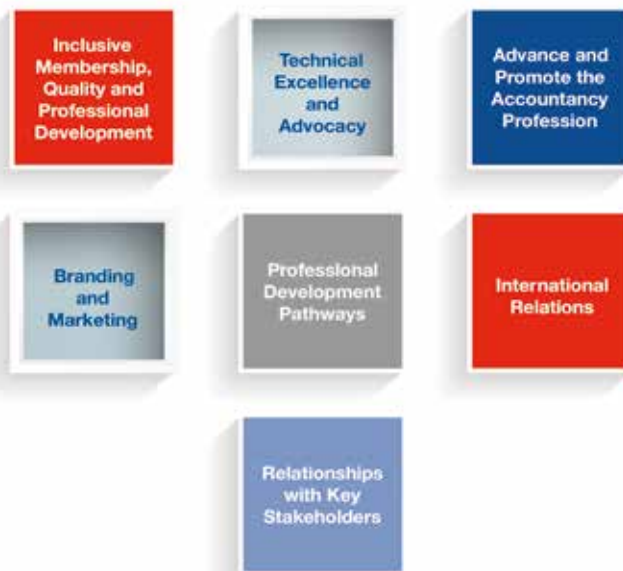 Inclusive
Membership,
Quality and
Professional
Development
Technical
Excellence
and
Advocacy
Advance and
Promote the
Accountancy
Profession
Branding
and
Marketing
Professional
Development
Pathways
International
Relations
Relationships
with Key
Stakeholders